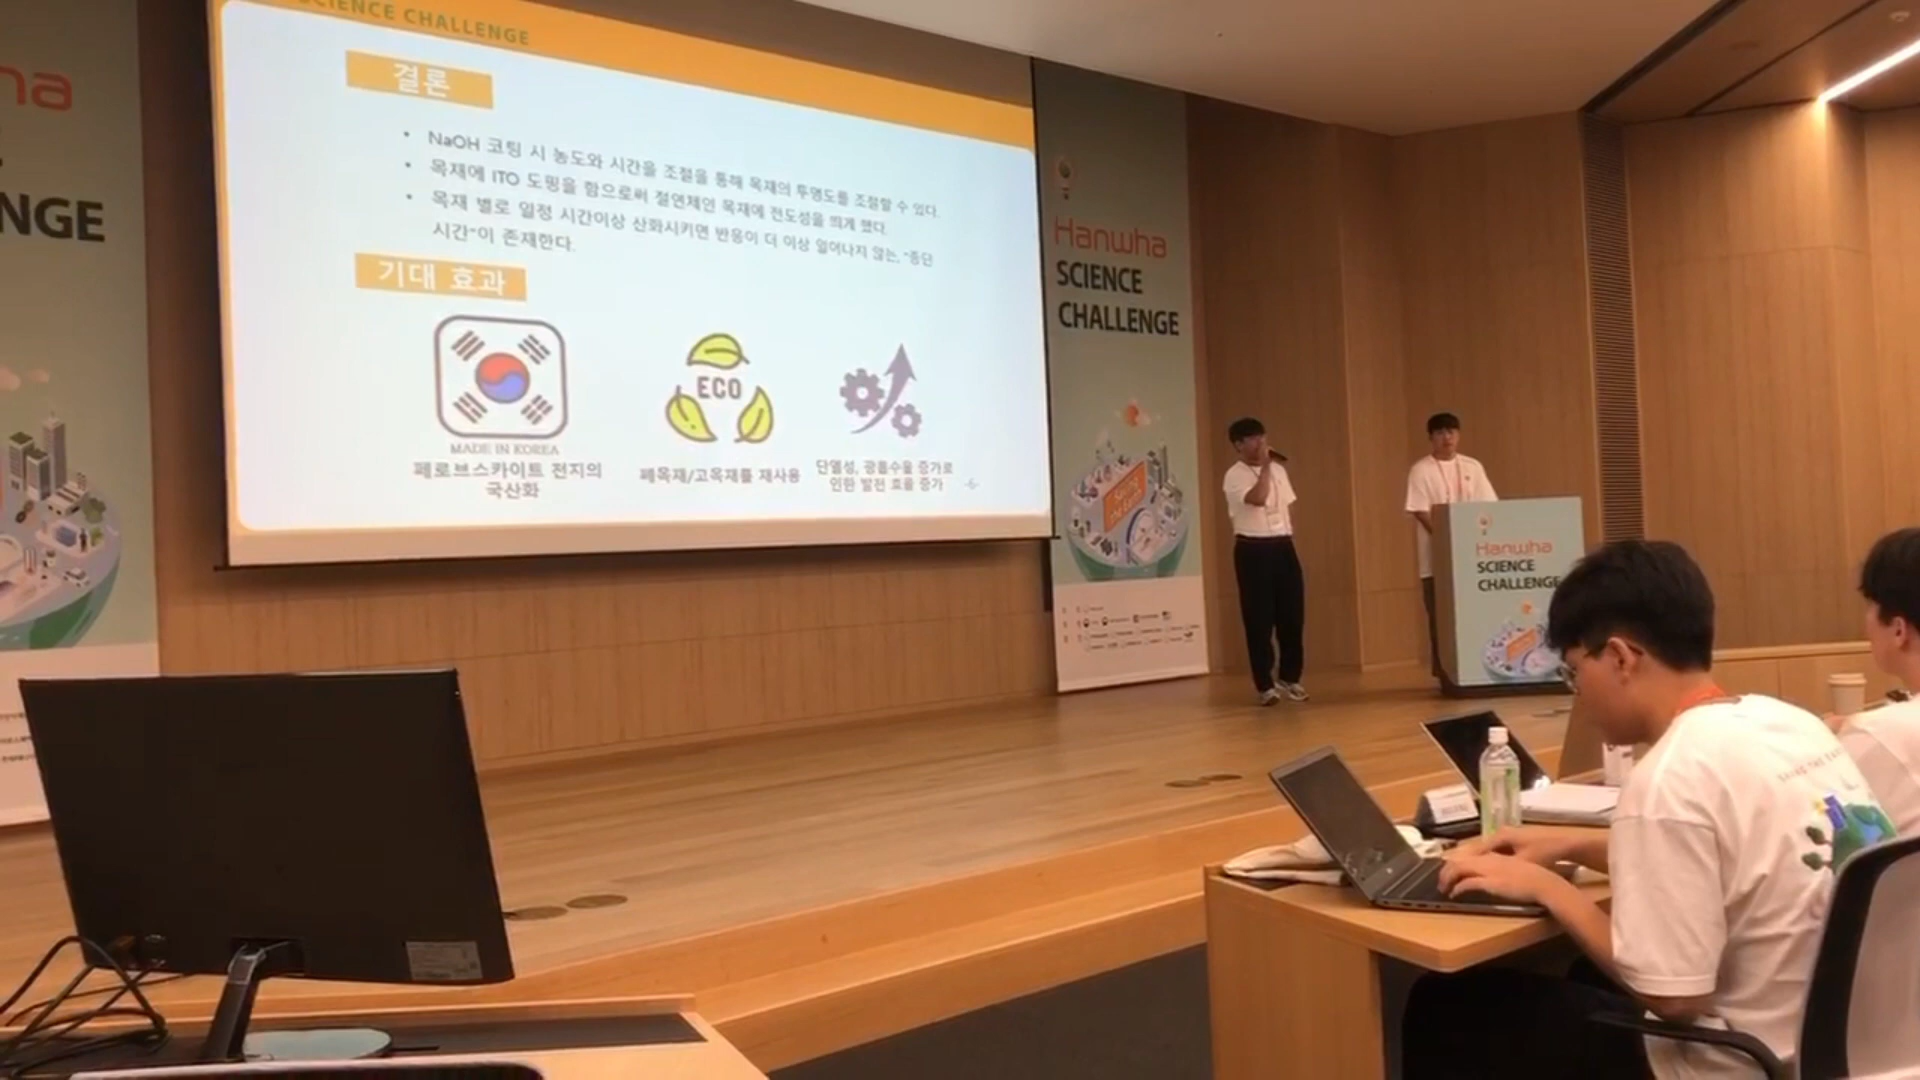 SCIENCE CHALLENGE
결론
• NaOH 코팅 시 농도와 시간을 조절을 통해 목재의 투명도를 조절할 수 있다.
• 목재에 ITO 도핑을 함으로써 절연체인 목재에 전도성을 띄게 했다.
• 목재 별로 일정 시간이상 산화시키면 반응이 더 이상 일어나지 않는, "중단
시간"이 존재한다.
기대 효과
MADE IN KOREA
페로브스카이트 전지의
국산화
ECO
폐목재/고목재를 재사용
단열성, 광흡수율 증가로
인한 발전 효율 증가
-6-
ha
NGE
Hanwha
SCIENCE
CHALLENGE
Saving
the Earth
Hanwha
SCIENCE
CHALLENGE